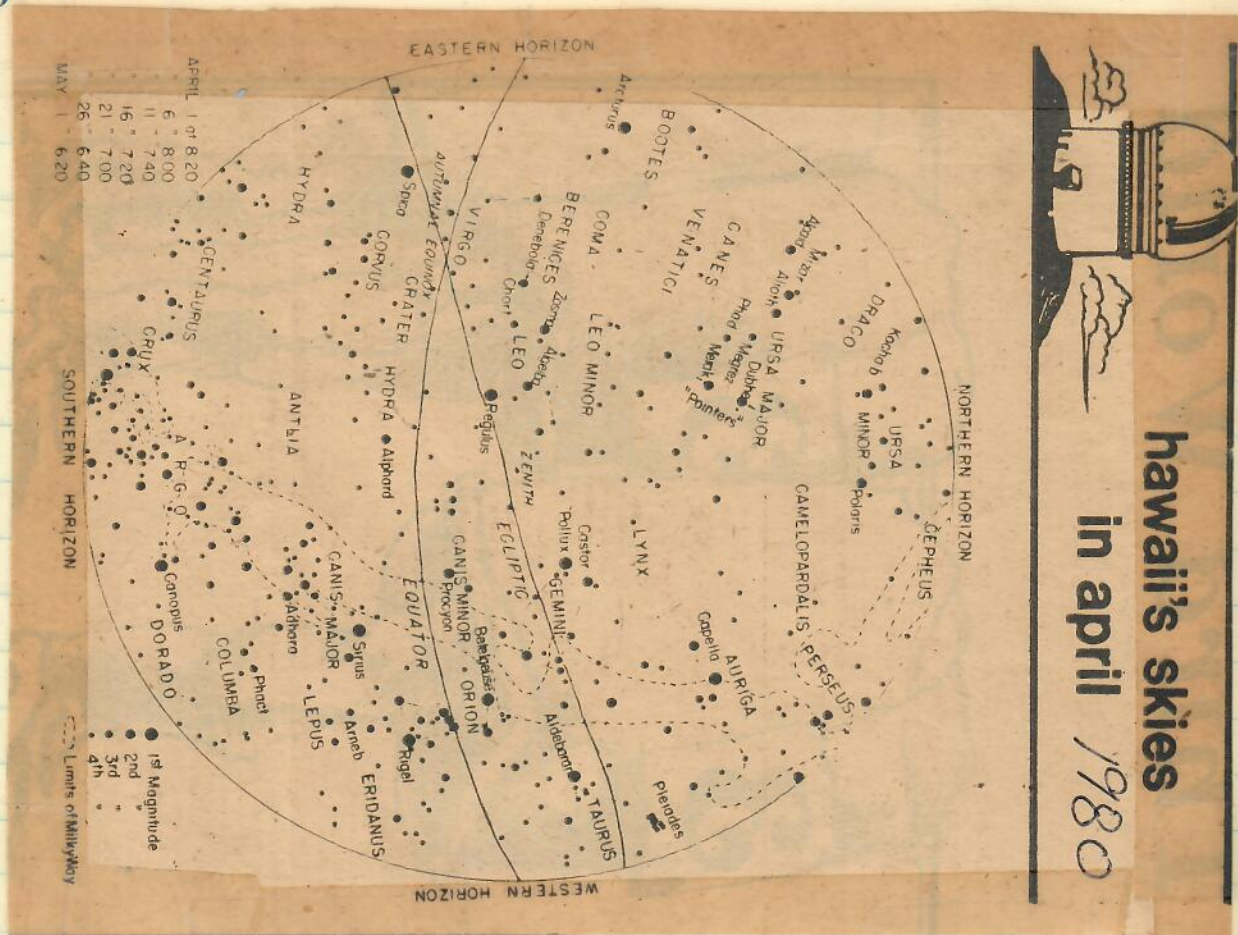 hawaii's skies
in april 1980
NORTHERN HORIZON
CEPHEUS
DRACO
Kochab
URSA
MINOR
Polaris
CAMELOPARDALIS
PERSEUS
Mizar
Alioth
URSA MAJOR
Phad
Megrez
Dubhe
Merak
"Pointers"
CANES
VENATICI
BOOTES
Arcturus
COMA
BERENICES
LEO MINOR
LYNX
Capella
AURIGA
Pleiades
Denebola
Zosma
Chort
LEO
Algeiba
Regulus
ZENITH
Castor
Pollux
GEMINI
ECLIPTIC
Aldebaran
TAURUS
EASTERN HORIZON
VIRGO
AUTUMNAL EQUINOX
Spica
CRATER
CORVUS
HYDRA
HYDRA
Alphard
EQUATOR
CANIS
MINOR
Procyon
Betelgeuse
ORION
Rigel
WESTERN HORIZON
ERIDANUS
Arneb
LEPUS
Sirius
CANIS
MAJOR
Adhara
Phact
COLUMBA
DORADO
Canopus
ARGO
ANTLIA
CENTAURUS
CRUX
SOUTHERN HORIZON
APRIL 1 at 8.20
6 " 8.00
11 " 7.40
16 " 7.20
21 " 7.00
26 " 6.40
MAY 1 " 6.20
1st Magnitude
2nd "
3rd "
4th "
Limits of Milky Way